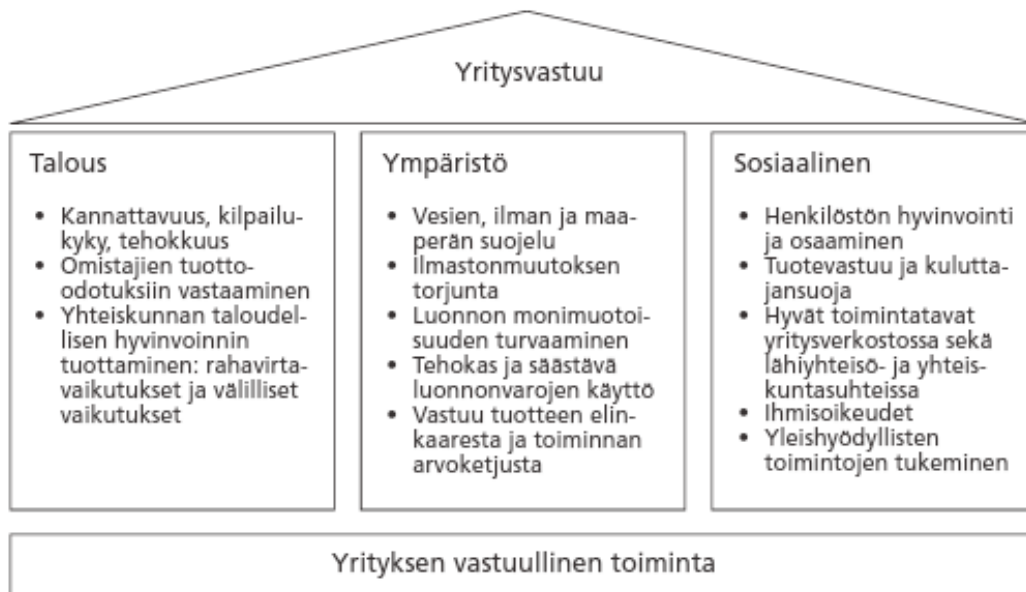 Yritysvastuu
Talous
• Kannattavuus, kilpailu-
kyky, tehokkuus
• Omistajien tuotto-
odotuksiin vastaaminen
• Yhteiskunnan taloudel-
lisen hyvinvoinnin
tuottaminen: rahavirta-
vaikutukset ja välilliset
vaikutukset
Ympäristö
• Vesien, ilman ja maa-
perän suojelu
• Ilmastonmuutoksen
torjunta
• Luonnon monimuotoi-
suuden turvaaminen
• Tehokas ja säästävä
luonnonvarojen käyttö
• Vastuu tuotteen elin-
kaaresta ja toiminnan
arvoketjusta
Sosiaalinen
• Henkilöstön hyvinvointi
ja osaaminen
• Tuotevastuu ja kulutta-
jansuoja
• Hyvät toimintatavat
yritysverkostossa sekä
lähiyhteisö- ja yhteis-
kuntasuhteissa
• Ihmisoikeudet
• Yleishyödyllisten
toimintojen tukeminen
Yrityksen vastuullinen toiminta